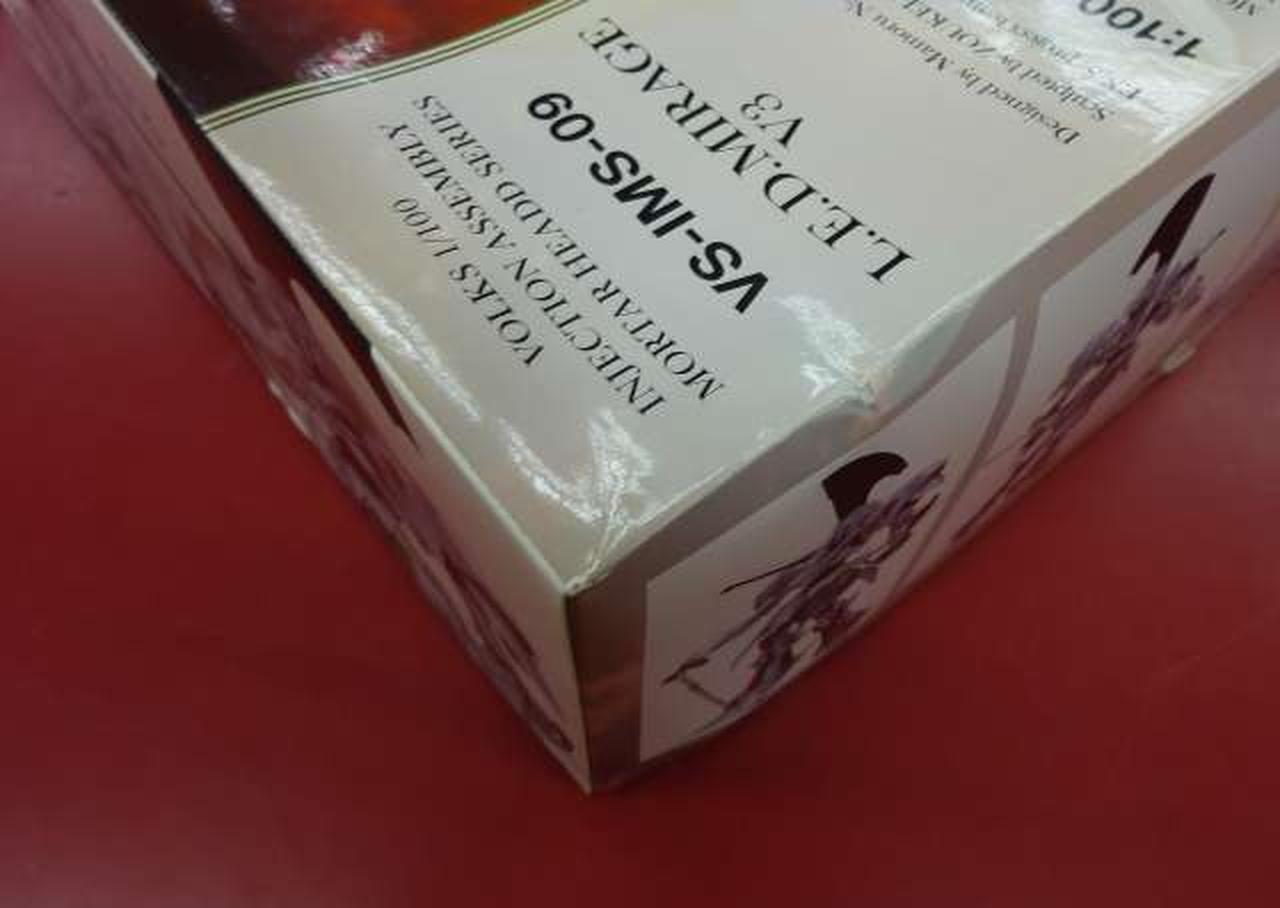 VOLKS 1/100
INJECTION ASSEMBLY
MORTAR HEADD SERIES
VS-IMS-09
L.E.D.MIRAGE
V3
Designed by Mamoru N
Sculpted by ZOUKEI
1:100